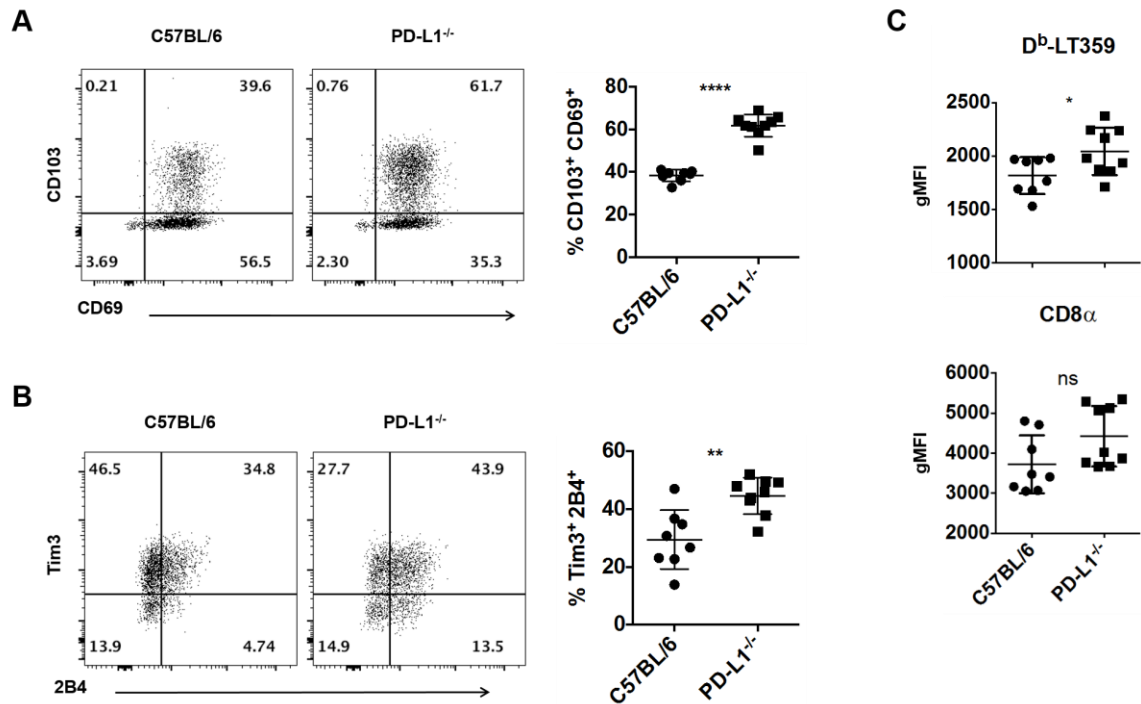 A
C57BL/6
PD-L1-/-
0.21
39.6
0.76
61.7
CD103
3.69
56.5
2.30
35.3
CD69
% CD103+ CD69+
80
60
40
20
0
****
C57BL/6
PD-L1-/-
B
C57BL/6
PD-L1-/-
46.5
34.8
27.7
43.9
Tim3
13.9
4.74
14.9
13.5
2B4
% Tim3+ 2B4+
60
40
20
0
**
C57BL/6
PD-L1-/-
C
Db-LT359
gMFI
2500
2000
1500
1000
*
CD8α
gMFI
6000
5000
4000
3000
2000
ns
C57BL/6
PD-L1-/-